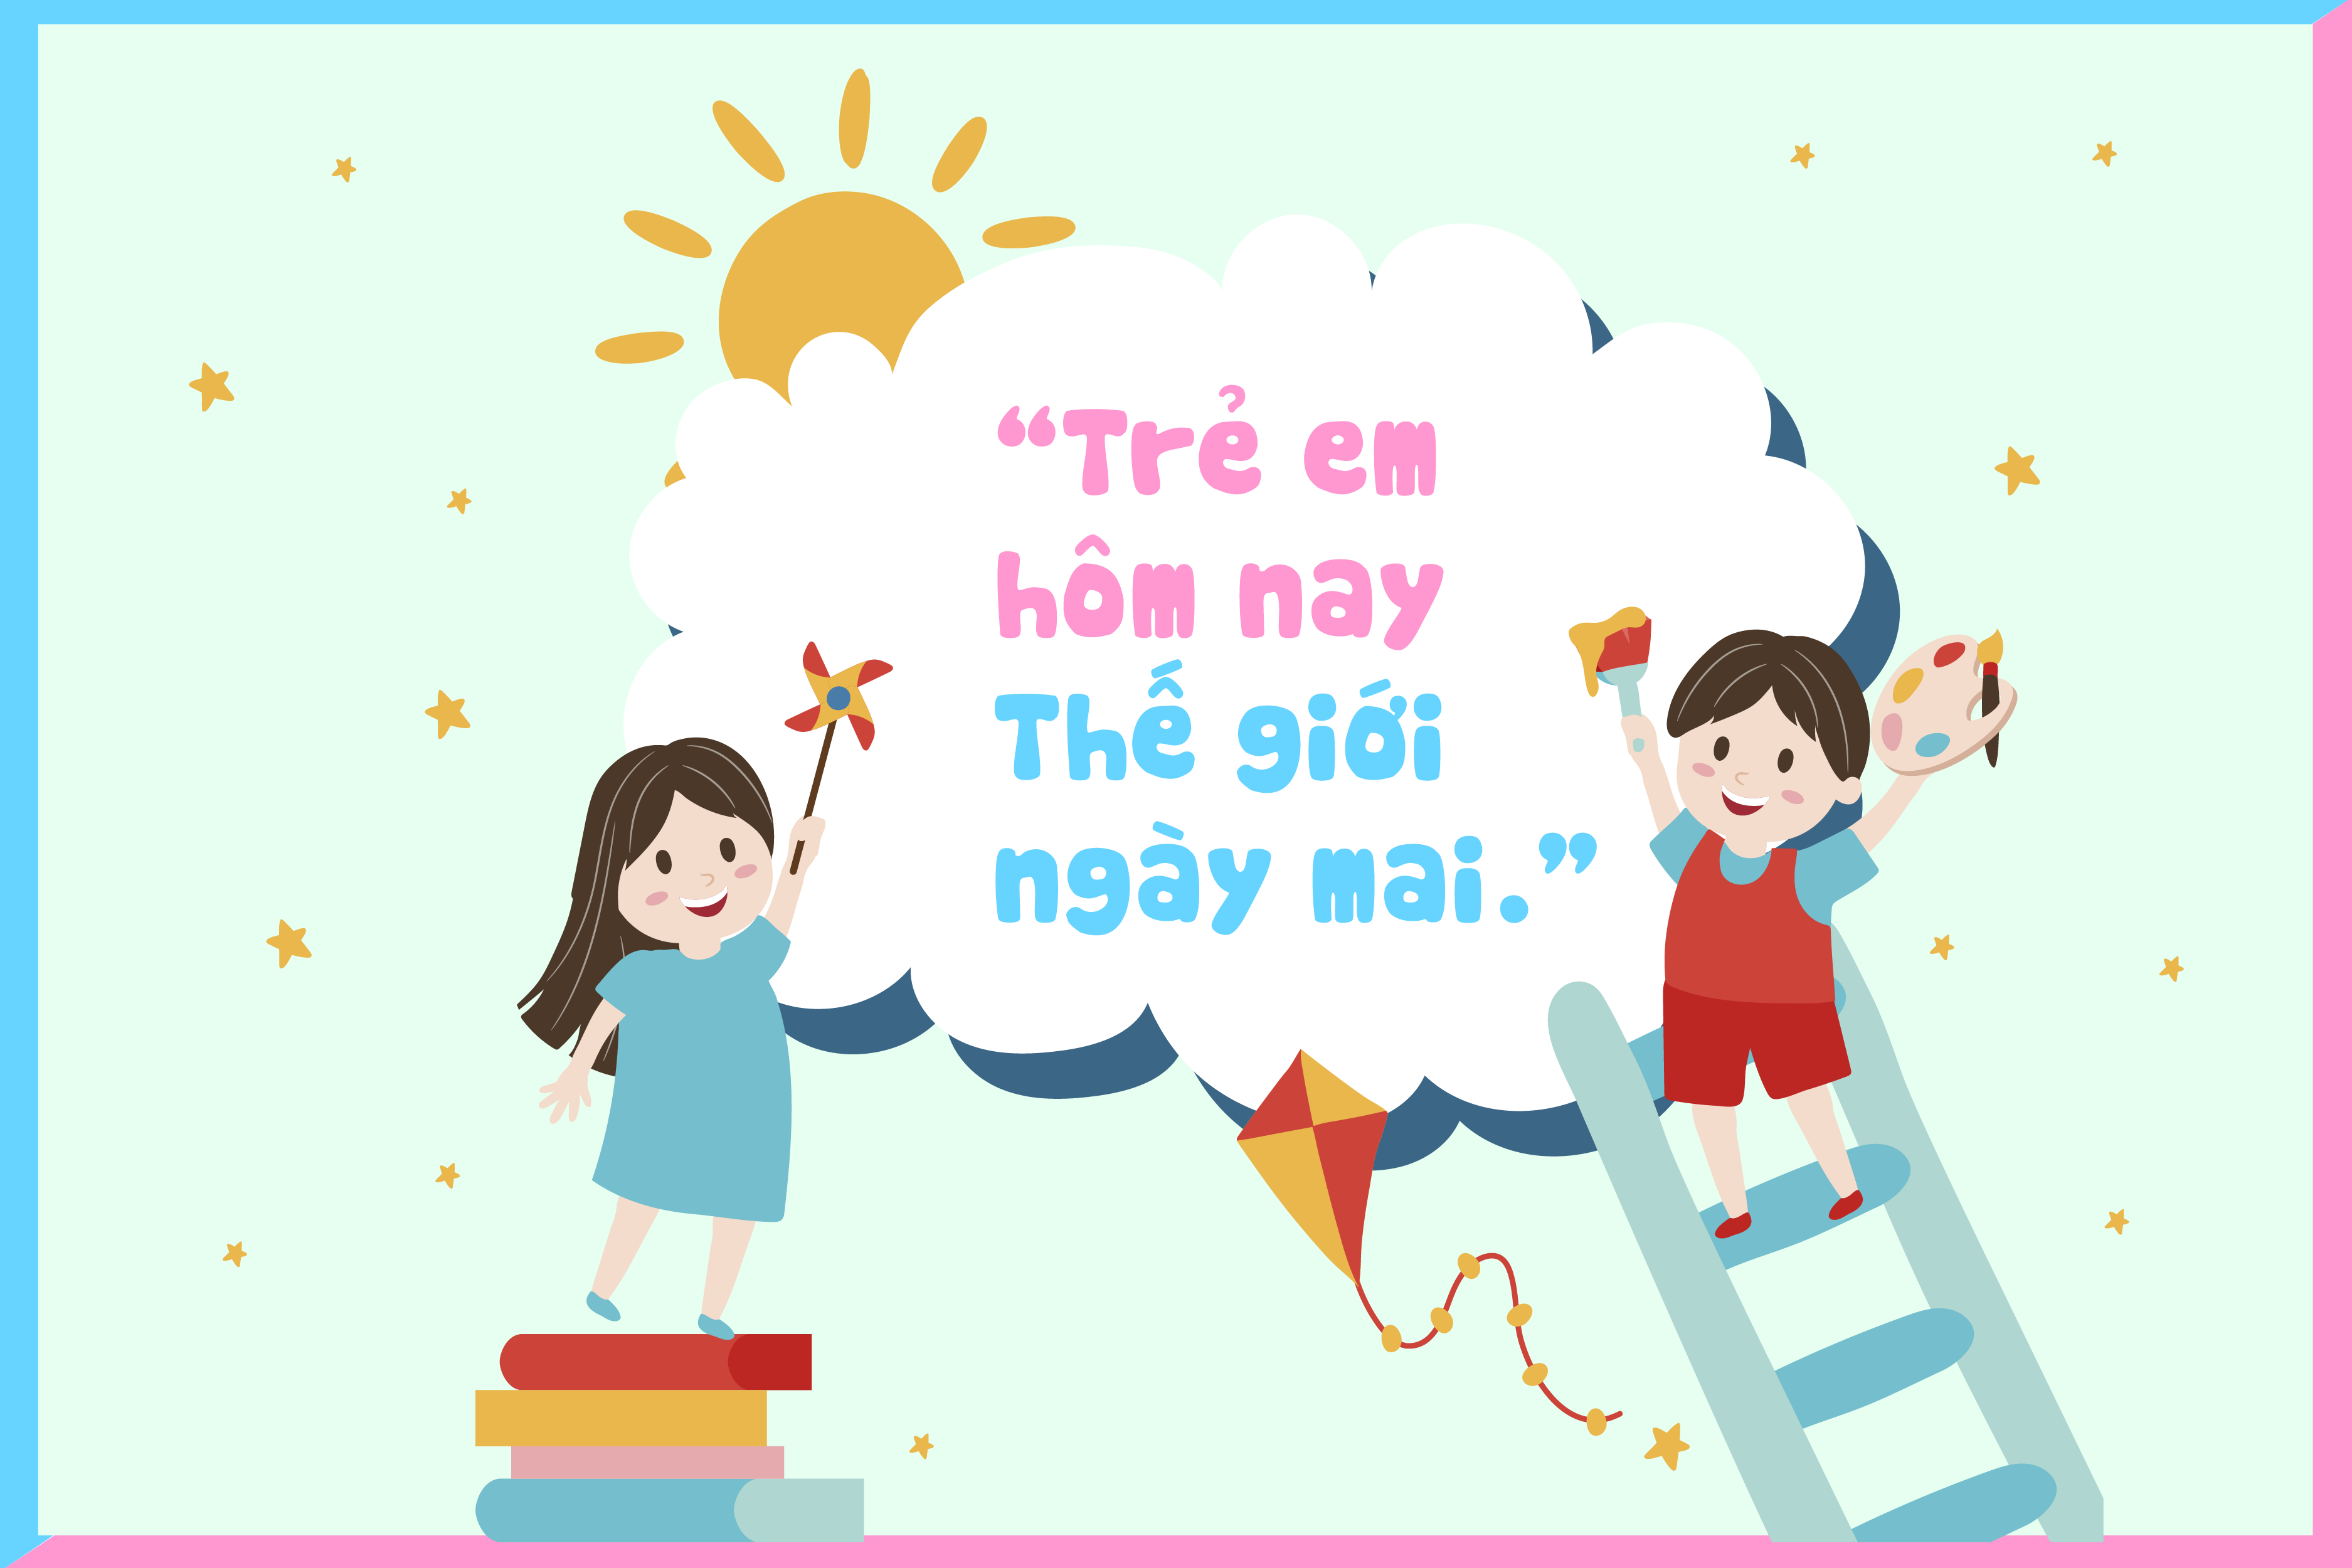 “Trẻ em
hôm nay
Thế giới
ngày mai.”